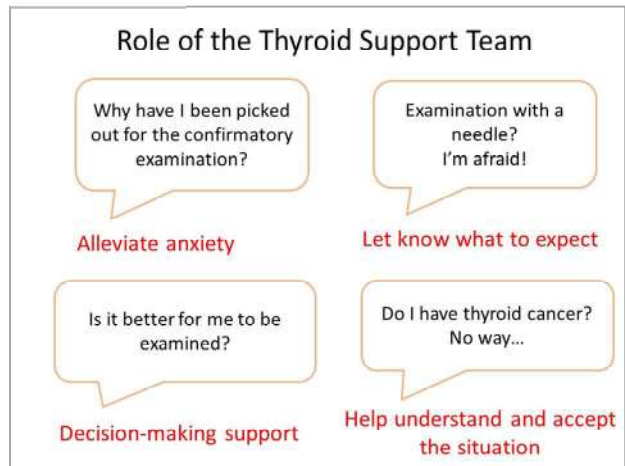 Role of the Thyroid Support Team
Why have I been picked
out for the confirmatory
examination?
Alleviate anxiety
Examination with a
needle?
I'm afraid!
Let know what to expect
Is it better for me to be
examined?
Decision-making support
Do I have thyroid cancer?
No way...
Help understand and accept
the situation